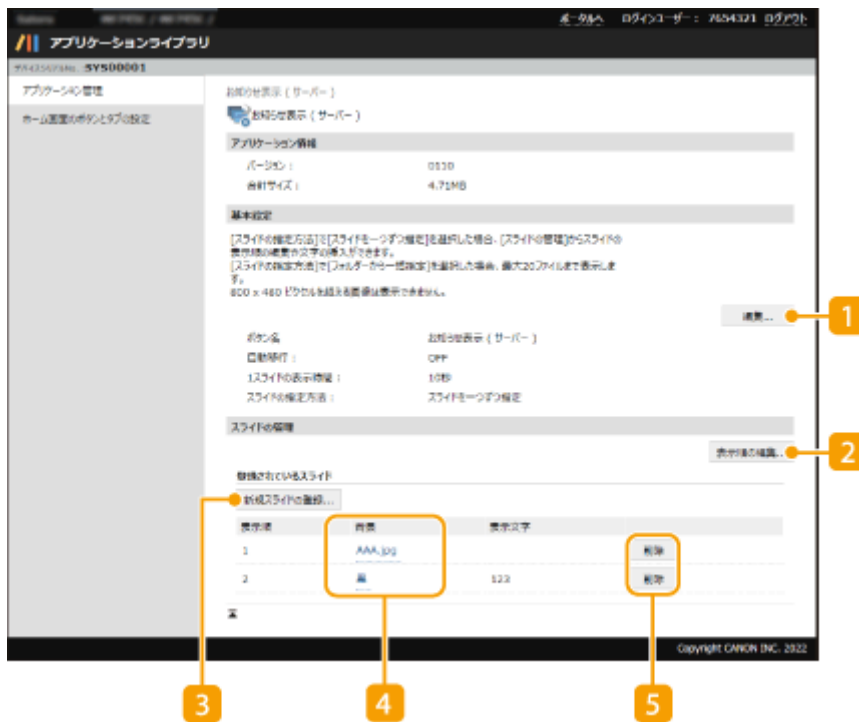 ポータルへ ログインユーザー： 7654321 ログアウト
アプリケーションライブラリ
デバイスシリアルNo. SYS00001
アプリケーション管理
ホーム画面のボタンとタブの設定
お知らせ表示 ( サーバー )
お知らせ表示 ( サーバー )
アプリケーション情報
バージョン： 0110
合計サイズ： 4.71MB
基本設定
[スライドの指定方法]で[スライドを一つずつ指定]を選択した場合、[スライドの管理]からスライドの
表示順の編集や文字の挿入ができます。
[スライドの指定方法]で[フォルダーから一括指定]を選択した場合、最大20ファイルまで表示しま
す。
800 x 480 ピクセルを超える画像は表示できません。
編集...
1
ボタン名 お知らせ表示 ( サーバー )
自動移行： OFF
1スライドの表示時間： 10秒
スライドの指定方法： スライドを一つずつ指定
スライドの管理
表示順の編集...
2
登録されているスライド
新規スライドの登録...
表示順 背景 表示文字
1 AAA.jpg 削除
2 黒 123 削除
Copyright CANON INC. 2022
3
4
5